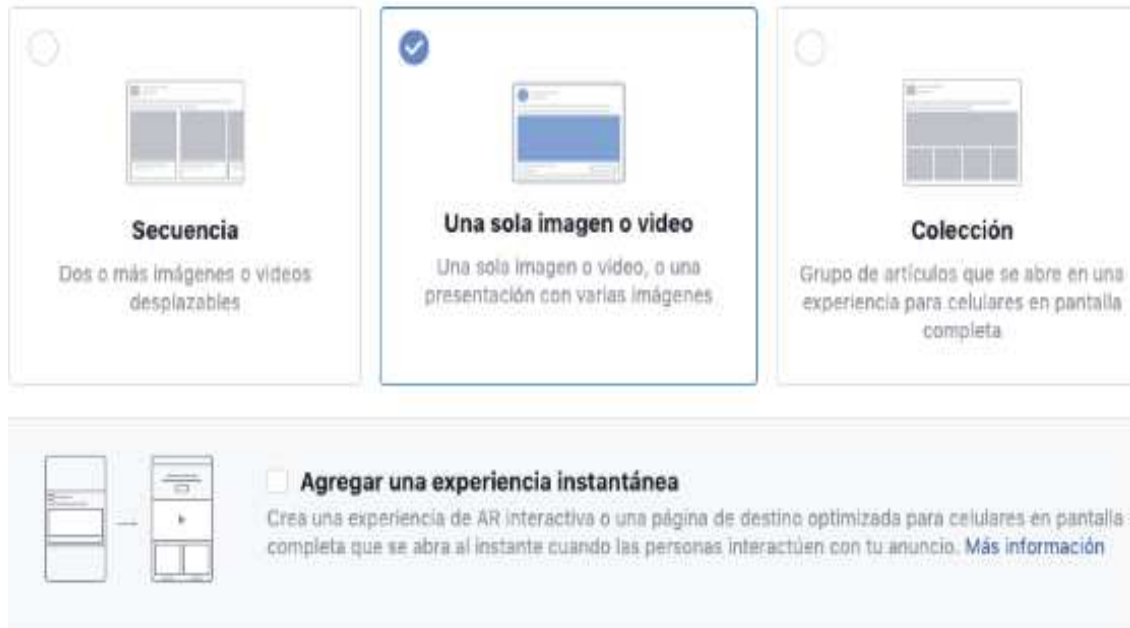 Secuencia
Dos o más imágenes o videos
desplazables
Una sola imagen o video
Una sola imagen o video, o una
presentación con varias imágenes
Colección
Grupo de artículos que se abre en una
experiencia para celulares en pantalla
completa
Agregar una experiencia instantánea
Crea una experiencia de AR interactiva o una página de destino optimizada para celulares en pantalla
completa que se abra al instante cuando las personas interactúen con tu anuncio. Más información